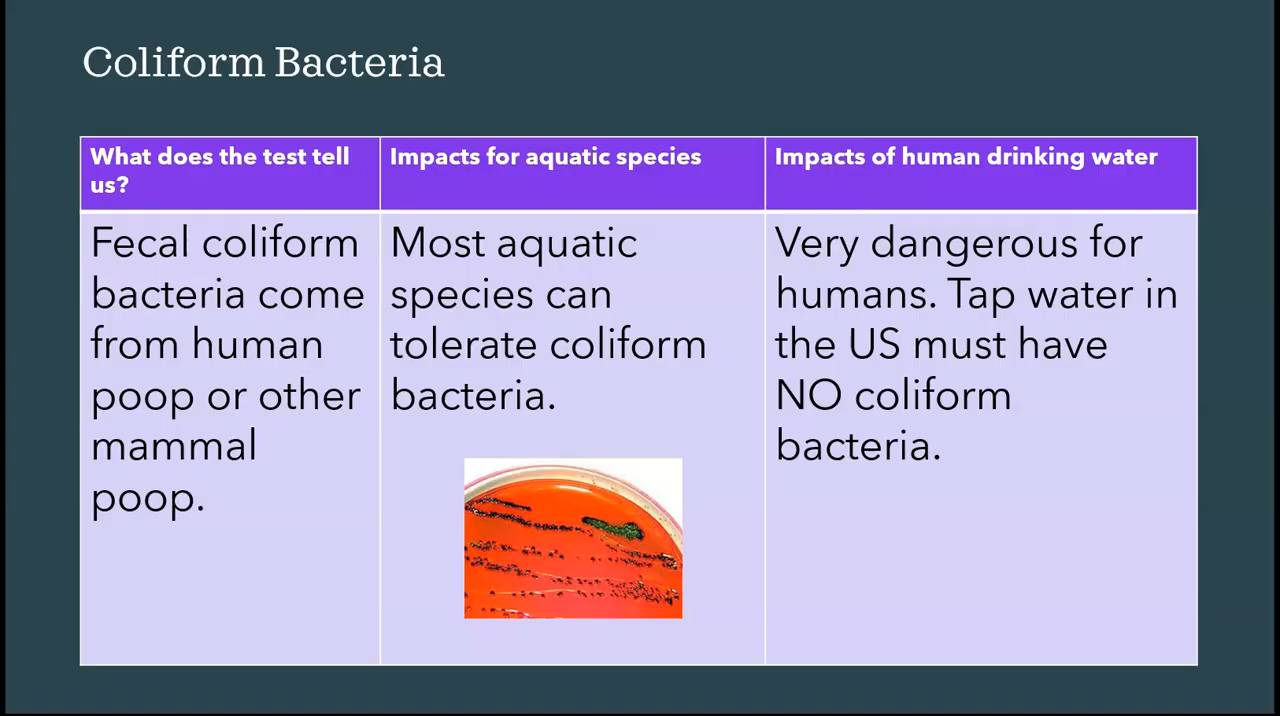 Coliform Bacteria
What does the test tell
us?
Impacts for aquatic species
Impacts of human drinking water
Fecal coliform
bacteria come
from human
poop or other
mammal
poop.
Most aquatic
species can
tolerate coliform
bacteria.
Very dangerous for
humans. Tap water in
the US must have
NO coliform
bacteria.